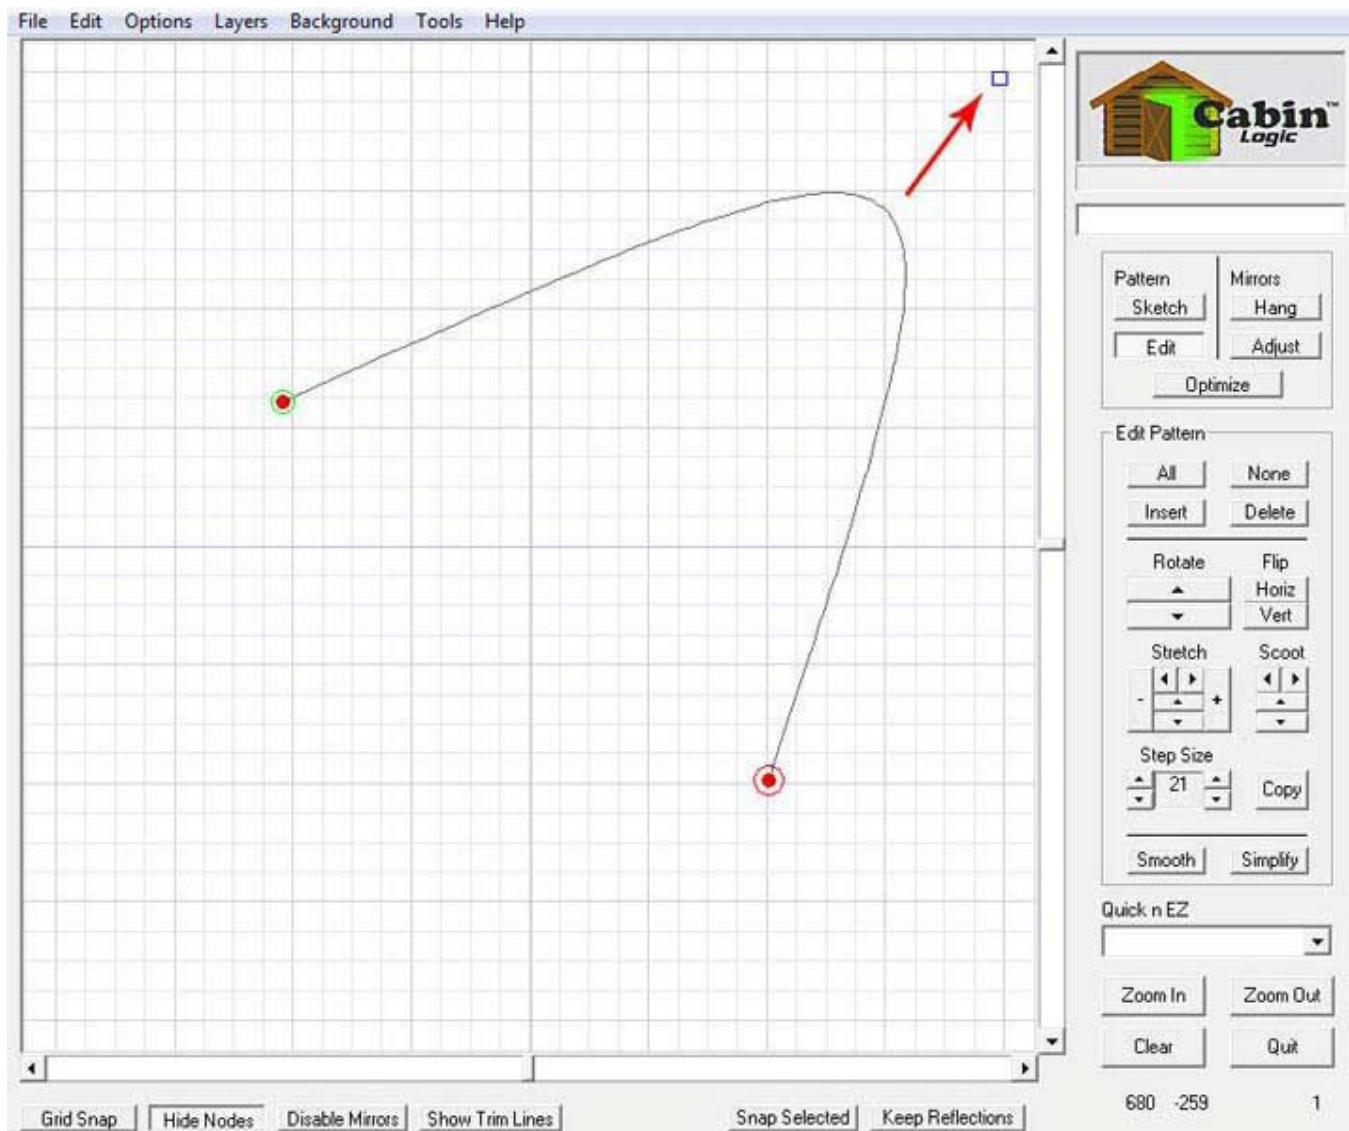 File Edit Options Layers Background Tools Help
Cabin™
Logic
Pattern Mirrors
Sketch Hang
Edit Adjust
Optimize
Edit Pattern
All None
Insert Delete
Rotate Flip
Horiz
Vert
Stretch Scoot
- +
Step Size
21 Copy
Smooth Simplify
Quick n EZ
Zoom In Zoom Out
Clear Quit
680 -259 1
Grid Snap Hide Nodes Disable Mirrors Show Trim Lines Snap Selected Keep Reflections